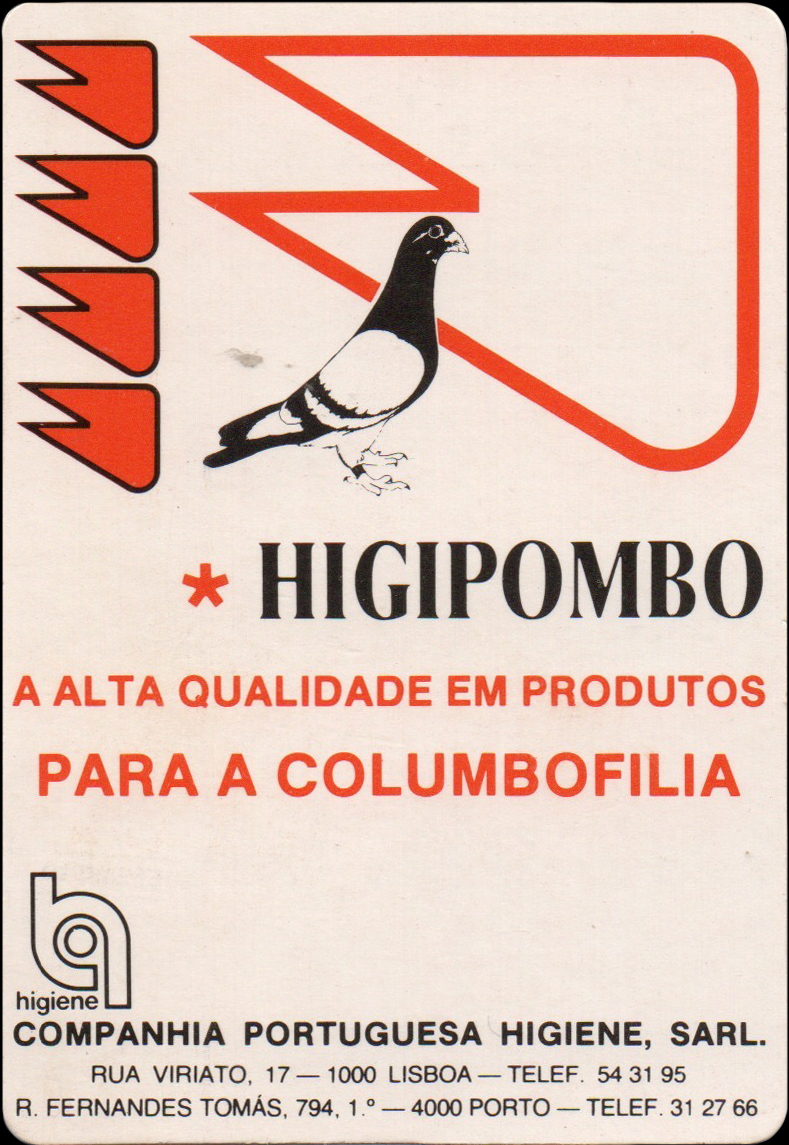 * HIGIPOMBO
A ALTA QUALIDADE EM PRODUTOS
PARA A COLUMBOFILIA
higiene
COMPANHIA PORTUGUESA HIGIENE, SARL.
RUA VIRIATO, 17 — 1000 LISBOA — TELEF. 54 31 95
R. FERNANDES TOMÁS, 794, 1.º — 4000 PORTO — TELEF. 31 27 66